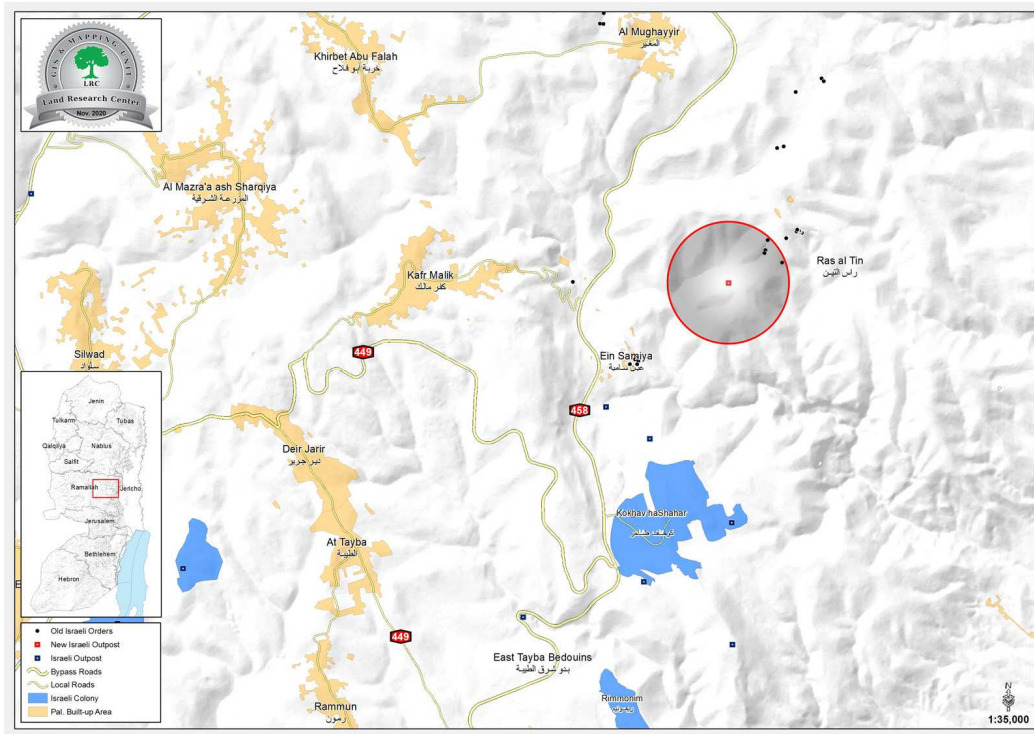 GIS & MAPPING UNIT
LRC
Land Research Center
Nov. 2020
Khirbet Abu Falah
خربة ابو فلاح
Al Mughayyir
المغير
Al Mazra'a ash Sharqiya
المزرعة الشرقية
Kafr Malik
كفر مالك
Ras al Tin
راس التين
Silwad
سلواد
449
Ein Samiya
عين سامية
458
Deir Jarir
دير جرير
Kokhav haShahar
At Tayba
الطيبة
449
East Tayba Bedouins
بدو شرق الطيبة
Rimmonim
ريمونيم
Rammun
رمون
Jenin
Tulkarm
Tubas
Qalqiliya
Nablus
Salfit
Ramallah
Jericho
Jerusalem
Bethlehem
Hebron
E
Old Israeli Orders
New Israeli Outpost
Israeli Outpost
Bypass Roads
Local Roads
Israeli Colony
Pal. Built-up Area
N
1:35,000